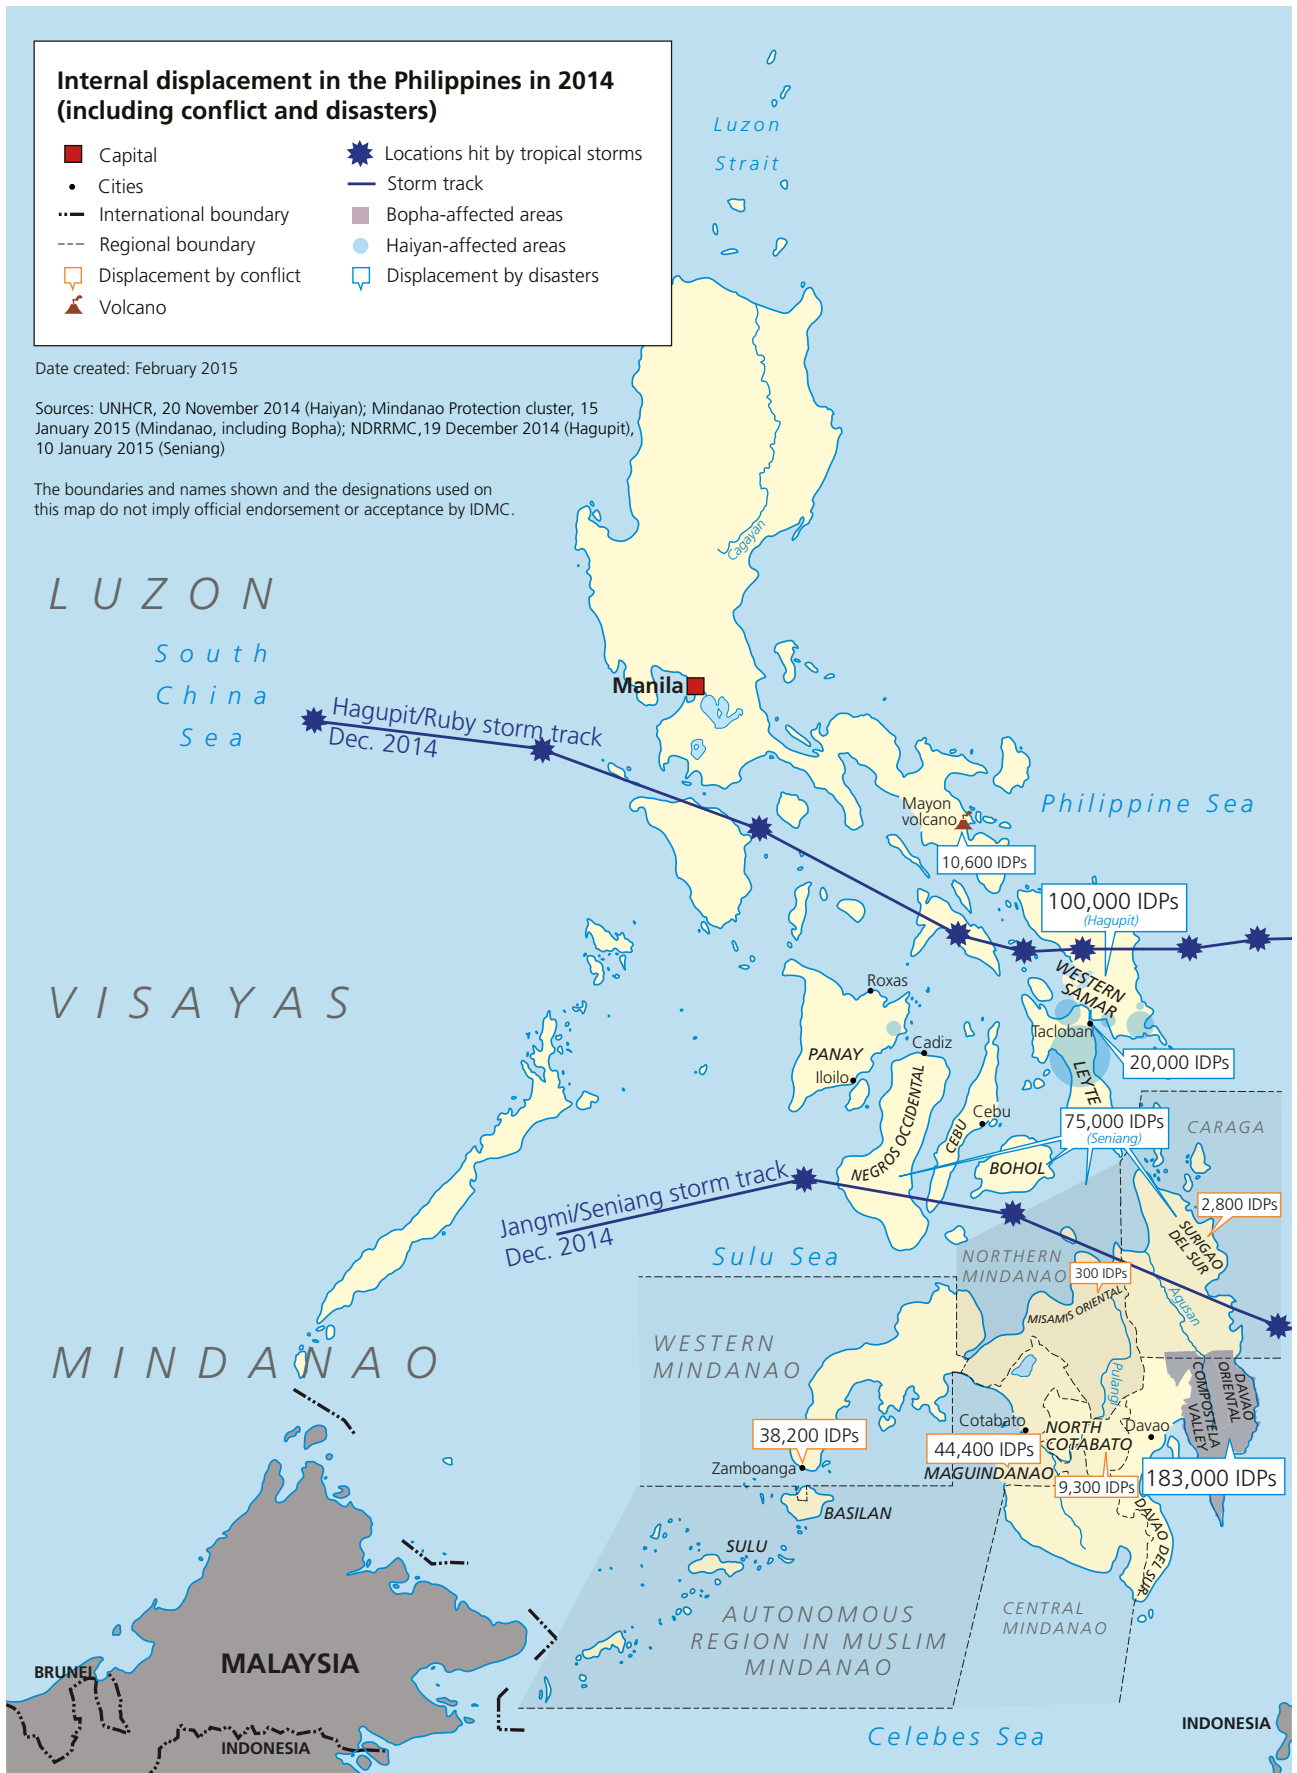 Internal displacement in the Philippines in 2014
(including conflict and disasters)
Capital
Cities
International boundary
Regional boundary
Displacement by conflict
Volcano
Locations hit by tropical storms
Storm track
Bopha-affected areas
Haiyan-affected areas
Displacement by disasters
Date created: February 2015
Sources: UNHCR, 20 November 2014 (Haiyan); Mindanao Protection cluster, 15
January 2015 (Mindanao, including Bopha); NDRRMC,19 December 2014 (Hagupit),
10 January 2015 (Seniang)
The boundaries and names shown and the designations used on
this map do not imply official endorsement or acceptance by IDMC.
Luzon
Strait
Cagayan
LUZON
South
China
Sea
Manila
Hagupit/Ruby storm track
Dec. 2014
Philippine Sea
Mayon
volcano
10,600 IDPs
100,000 IDPs
(Hagupit)
WESTERN
SAMAR
VISAYAS
Roxas
Tacloban
Cadiz
PANAY
Iloilo
20,000 IDPs
LEYTE
NEGROS OCCIDENTAL
CEBU
Cebu
75,000 IDPs
(Seniang)
CARAGA
BOHOL
Jangmi/Seniang storm track
Dec. 2014
2,800 IDPs
SURIGAO
DEL SUR
Sulu Sea
NORTHERN
MINDANAO
300 IDPs
MISAMIS ORIENTAL
Agusan
MINDANAO
WESTERN
MINDANAO
Pulangi
COMPOSTELA
VALLEY
DAVAO
ORIENTAL
38,200 IDPs
Zamboanga
Cotabato
NORTH
COTABATO
Davao
44,400 IDPs
MAGUINDANAO
9,300 IDPs
183,000 IDPs
BASILAN
SULU
DAVAO DEL SUR
AUTONOMOUS
REGION IN MUSLIM
MINDANAO
CENTRAL
MINDANAO
MALAYSIA
BRUNEI
INDONESIA
Celebes Sea
INDONESIA